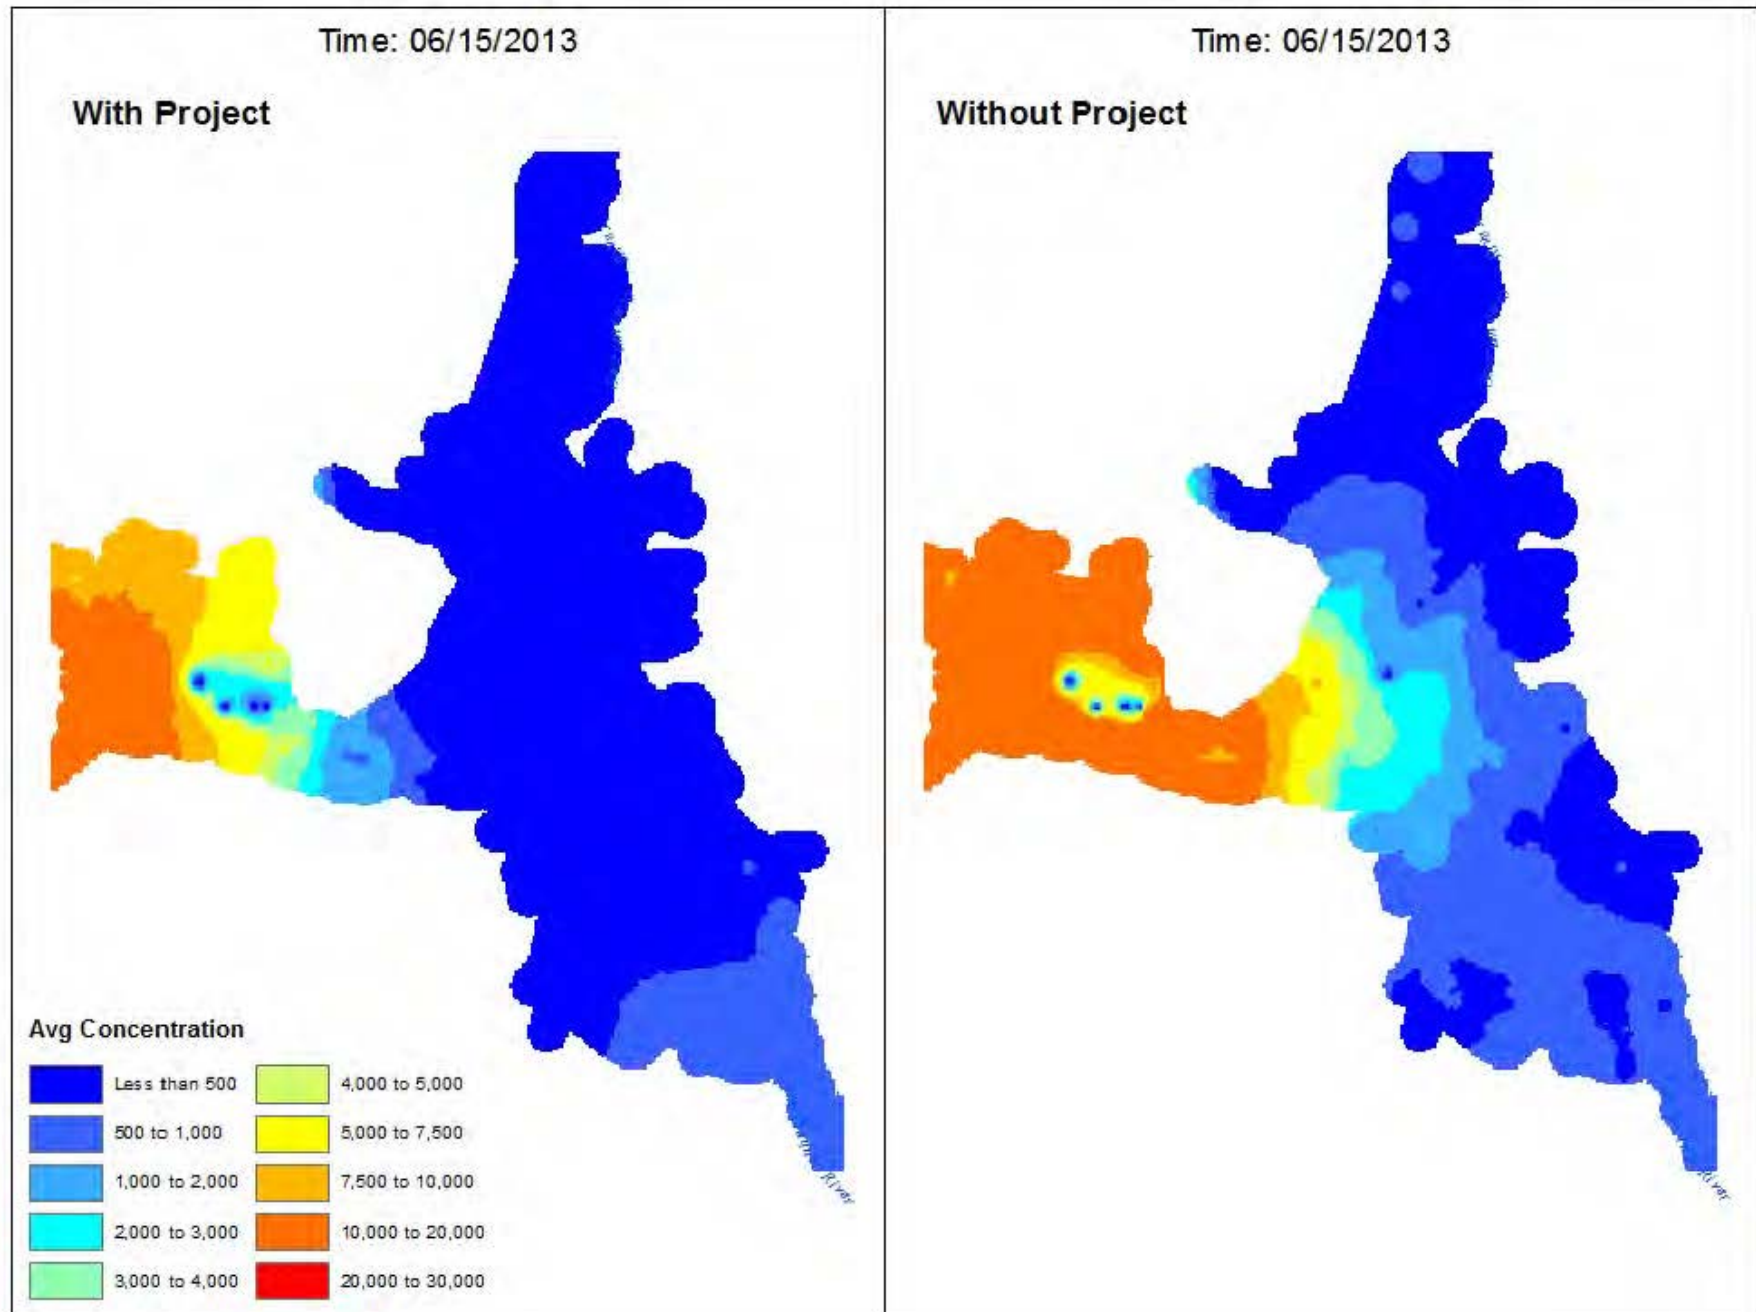 Time: 06/15/2013
With Project
Avg Concentration
Less than 500
500 to 1,000
1,000 to 2,000
2,000 to 3,000
3,000 to 4,000
4,000 to 5,000
5,000 to 7,500
7,500 to 10,000
10,000 to 20,000
20,000 to 30,000
River
Time: 06/15/2013
Without Project
River